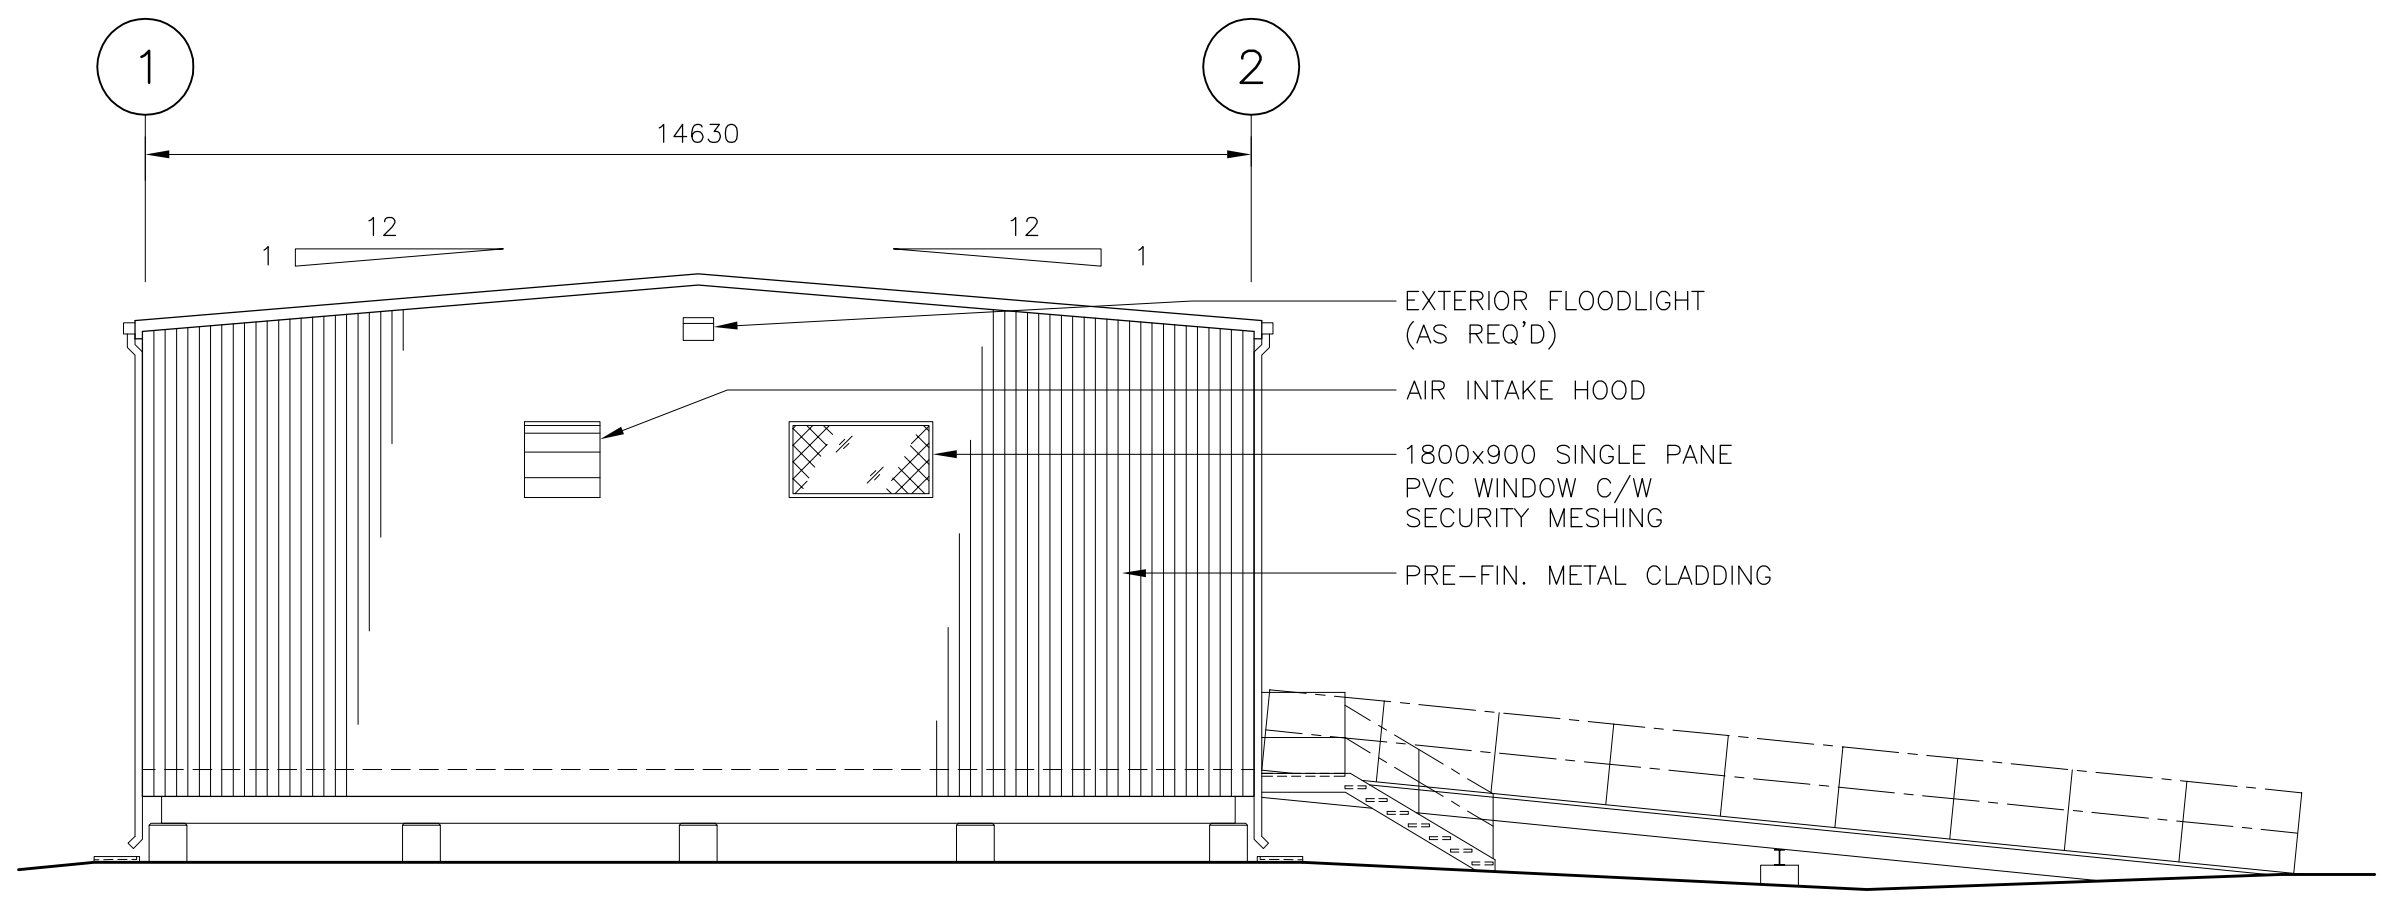 1
2
14630
12
12
1
1
EXTERIOR FLOODLIGHT
(AS REQ'D)
AIR INTAKE HOOD
1800x900 SINGLE PANE
PVC WINDOW C/W
SECURITY MESHING
PRE-FIN. METAL CLADDING